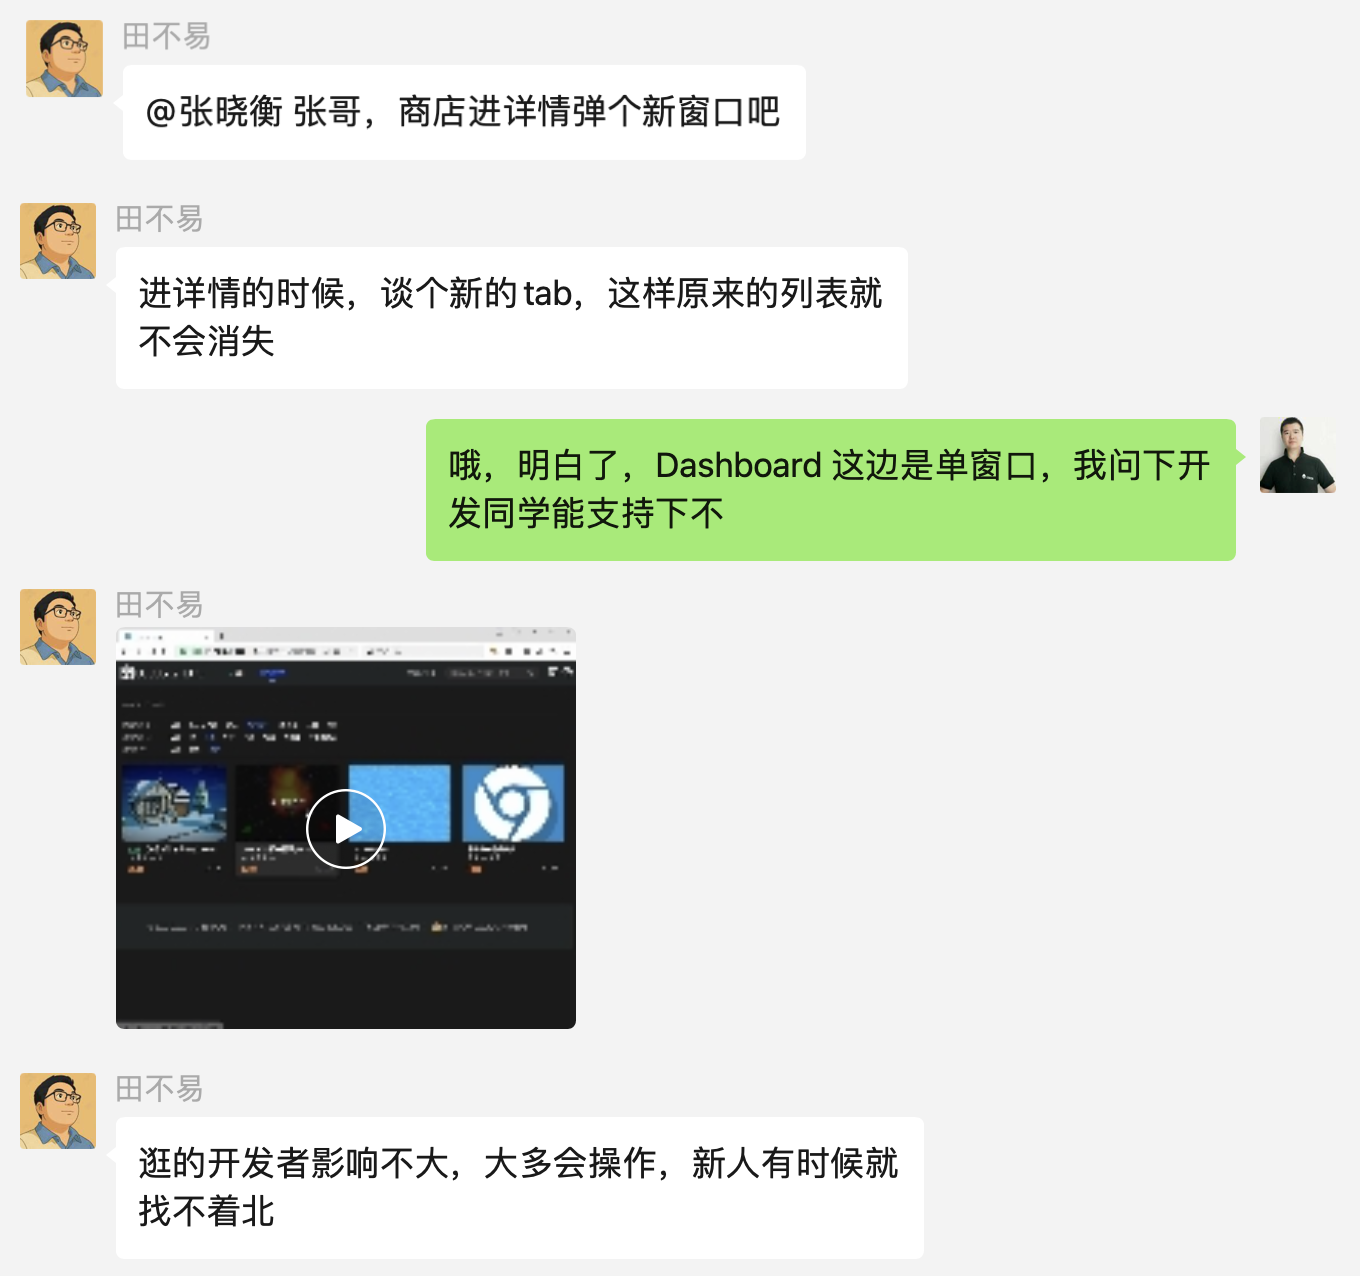 田不易
@张晓衡 张哥，商店进详情弹个新窗口吧
田不易
进详情的时候，谈个新的tab，这样原来的列表就
不会消失
哦，明白了，Dashboard 这边是单窗口，我问下开
发同学能支持下不
田不易
田不易
逛的开发者影响不大，大多会操作，新人有时候就
找不着北